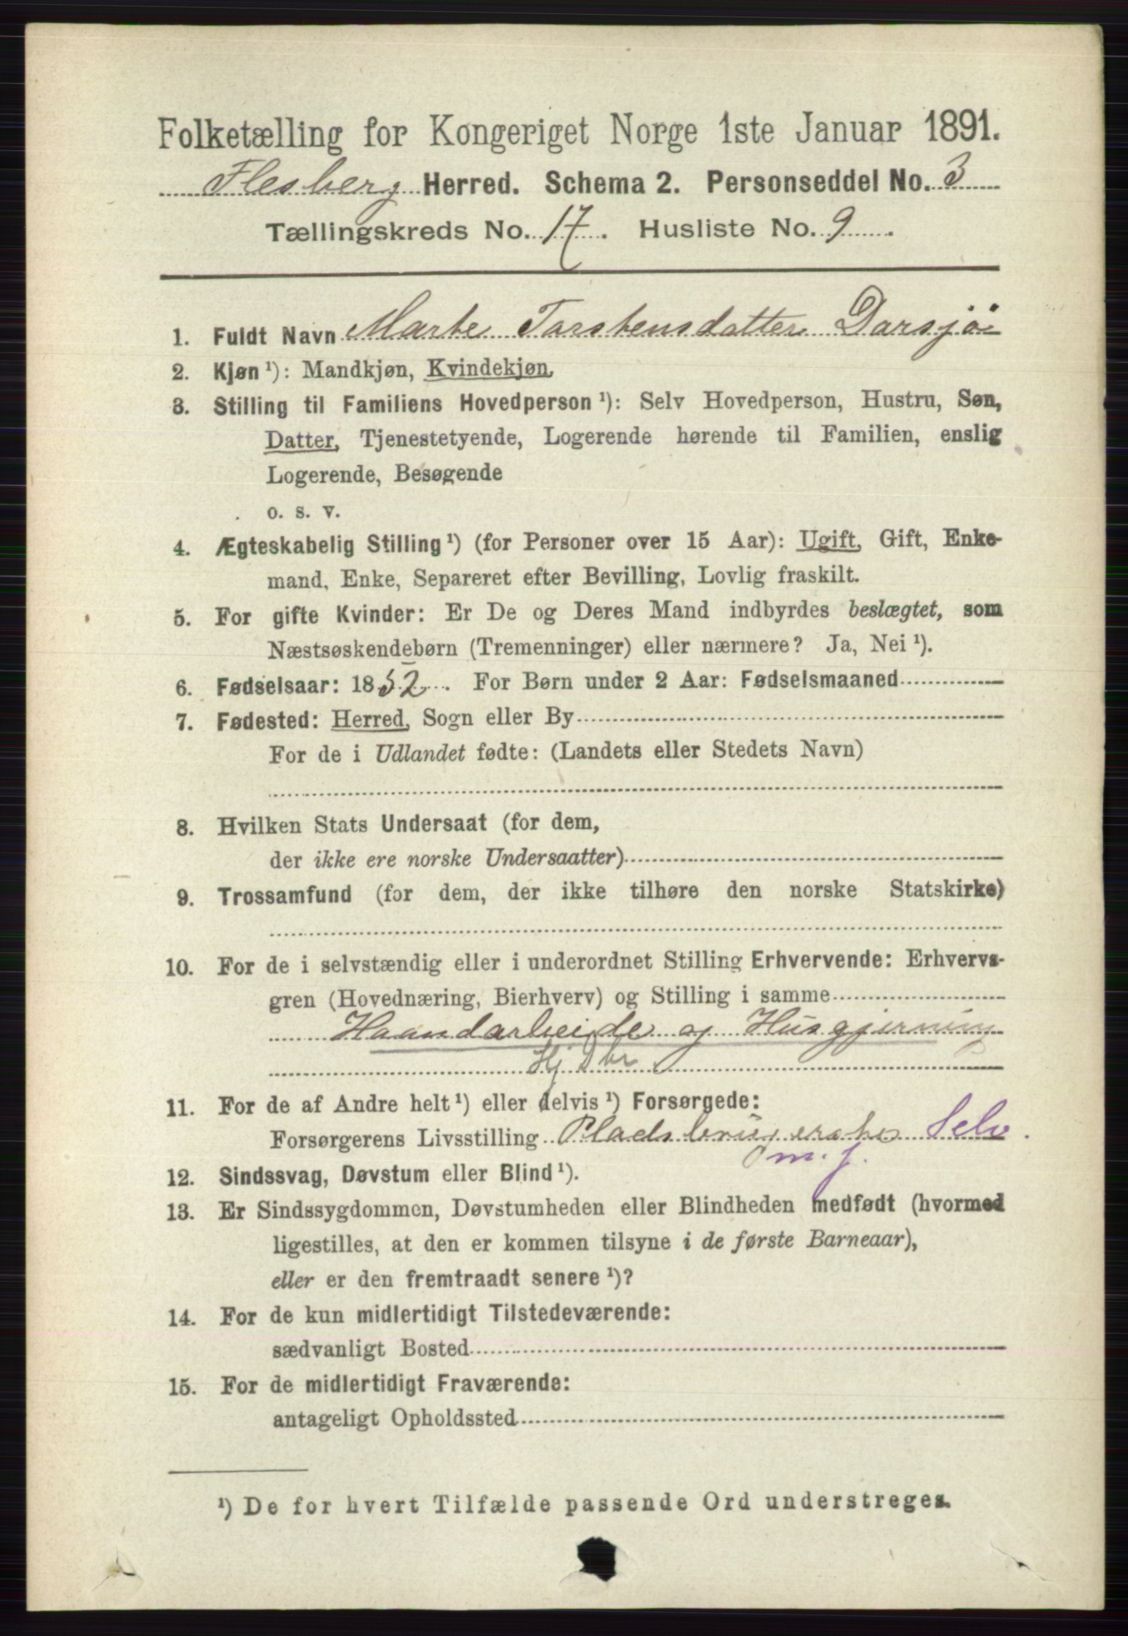 Folketælling for Kongeriget Norge 1ste Januar 1891.
Flesberg Herred. Schema 2. Personseddel No. 3
Tællingskreds No. 17. Husliste No. 9.
1. Fuldt Navn Marte Torstensdatter Darsjø
2. Kjøn ¹): Mandkjøn, Kvindekjøn.
3. Stilling til Familiens Hovedperson ¹): Selv Hovedperson, Hustru, Søn,
Datter, Tjenestetyende, Logerende hørende til Familien, enslig
Logerende, Besøgende
o. s. v.
4. Ægteskabelig Stilling ¹) (for Personer over 15 Aar): Ugift, Gift, Enke-
mand, Enke, Separeret efter Bevilling, Lovlig fraskilt.
5. For gifte Kvinder: Er De og Deres Mand indbyrdes beslægtet, som
Næstsøskendebørn (Tremenninger) eller nærmere? Ja, Nei ¹).
6. Fødselsaar: 1852. For Børn under 2 Aar: Fødselsmaaned
7. Fødested: Herred, Sogn eller By
For de i Udlandet fødte: (Landets eller Stedets Navn)
8. Hvilken Stats Undersaat (for dem,
der ikke ere norske Undersaatter)
9. Trossamfund (for dem, der ikke tilhøre den norske Statskirke)
10. For de i selvstændig eller i underordnet Stilling Erhvervende: Erhvervs-
gren (Hovednæring, Bierhverv) og Stilling i samme
Haandarbeide og Husgjerning
11. For de af Andre helt ¹) eller delvis ¹) Forsørgede:
Forsørgerens Livsstilling Selv.
m. f.
12. Sindssvag, Døvstum eller Blind ¹).
13. Er Sindssygdommen, Døvstumheden eller Blindheden medfødt (hvormed
ligestilles, at den er kommen tilsyne i de første Barneaar),
eller er den fremtraadt senere ¹)?
14. For de kun midlertidigt Tilstedeværende:
sædvanligt Bosted
15. For de midlertidigt Fraværende:
antageligt Opholdssted
¹) De for hvert Tilfælde passende Ord understreges.